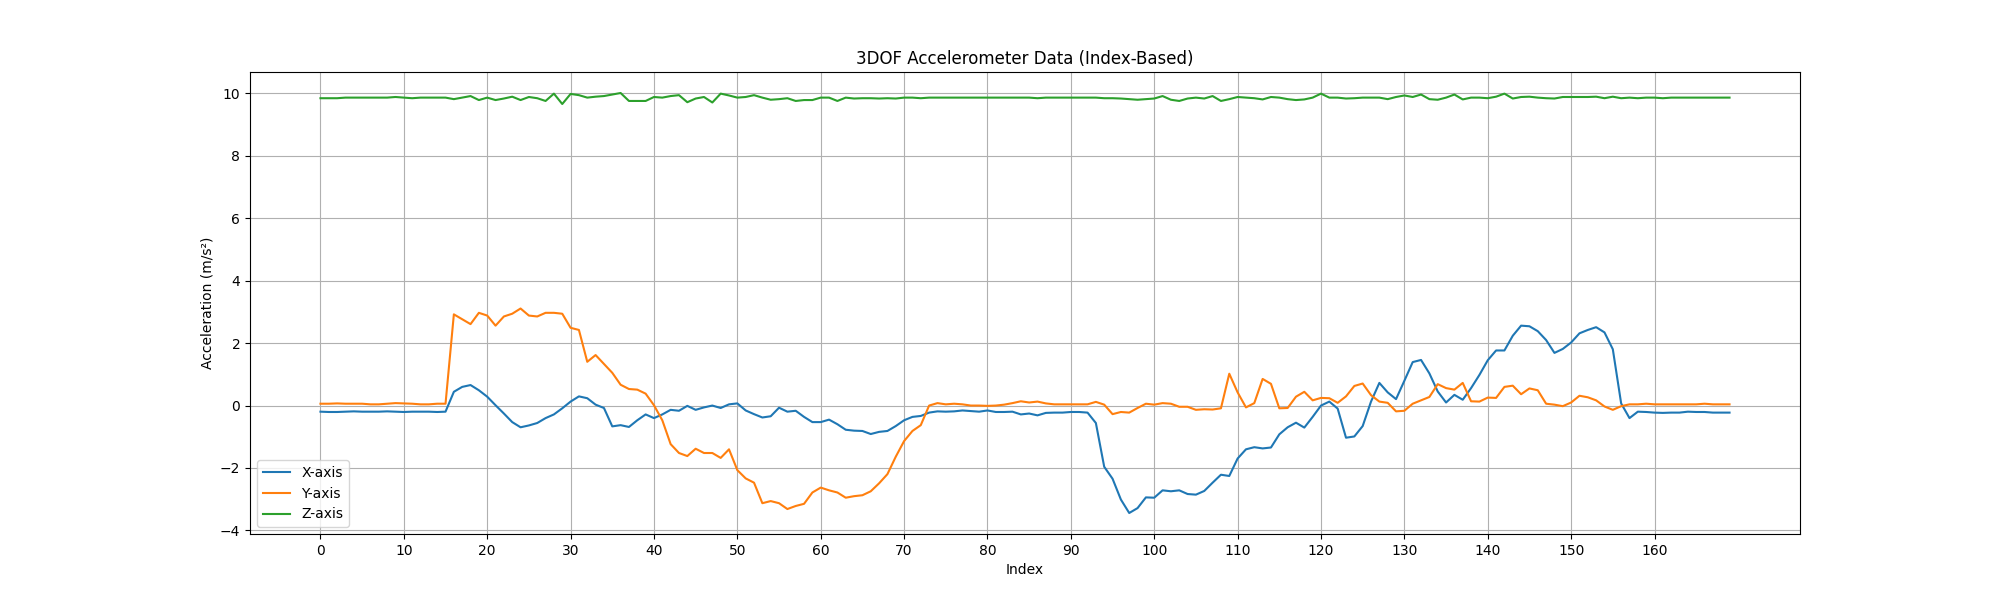 3DOF Accelerometer Data (Index-Based)
Acceleration (m/s²)
10
8
6
4
2
0
−2
−4
X-axis
Y-axis
Z-axis
0 10 20 30 40 50 60 70 80 90 100 110 120 130 140 150 160
Index